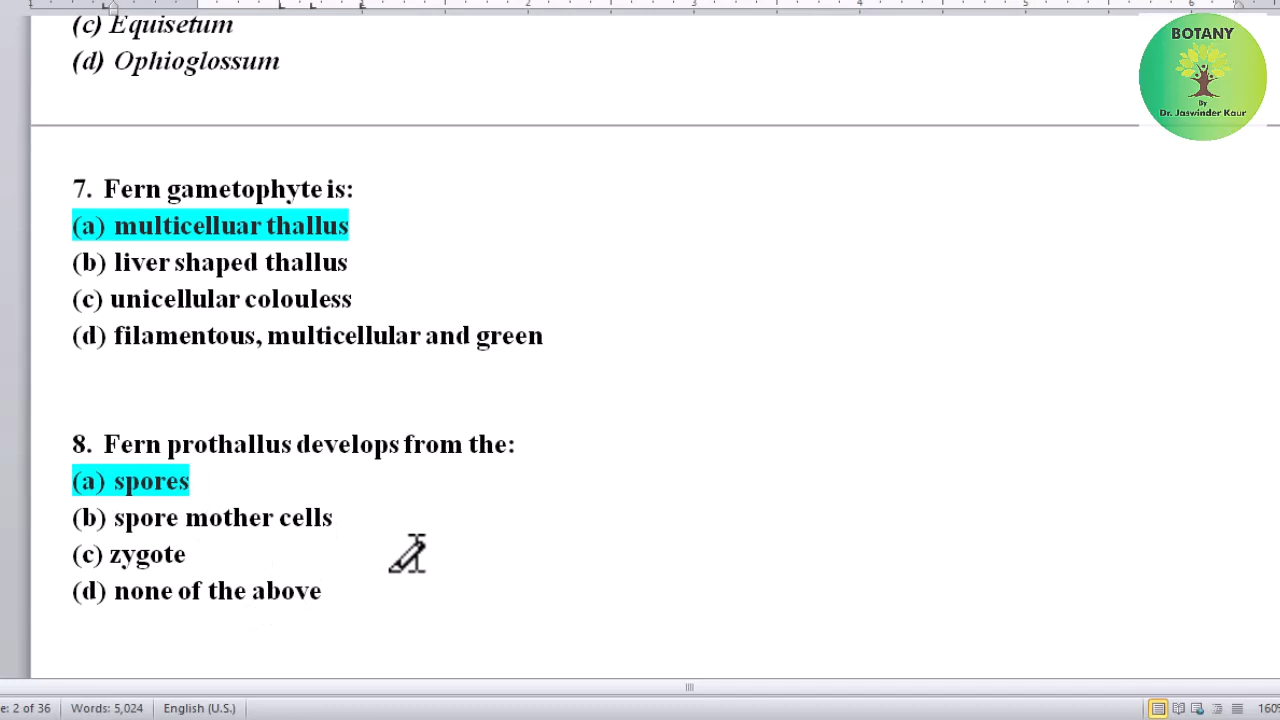 (c) Equisetum
(d) Ophioglossum
BOTANY
By
Dr. Jaswinder Kaur
7. Fern gametophyte is:
(a) multicelluar thallus
(b) liver shaped thallus
(c) unicellular colouless
(d) filamentous, multicellular and green
8. Fern prothallus develops from the:
(a) spores
(b) spore mother cells
(c) zygote
(d) none of the above
e: 2 of 36 Words: 5,024 English (U.S.) 160%